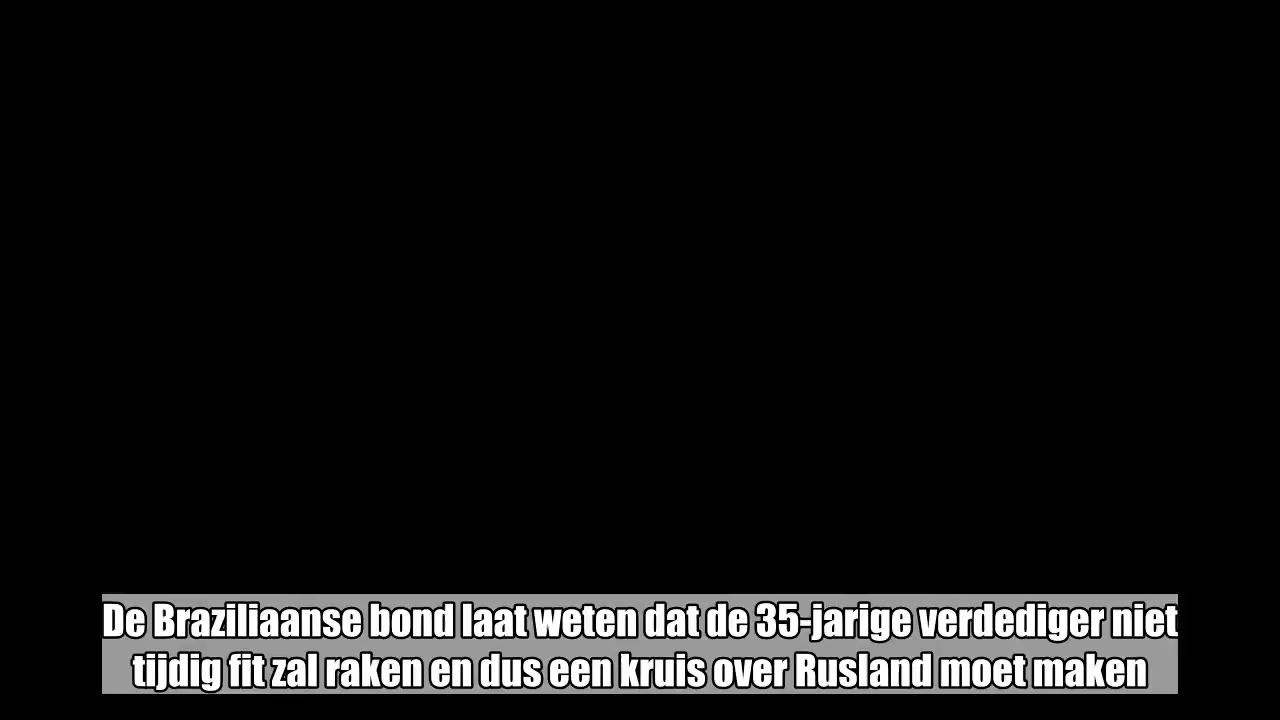 De Braziliaanse bond laat weten dat de 35-jarige verdediger niet
tijdig fit zal raken en dus een kruis over Rusland moet maken